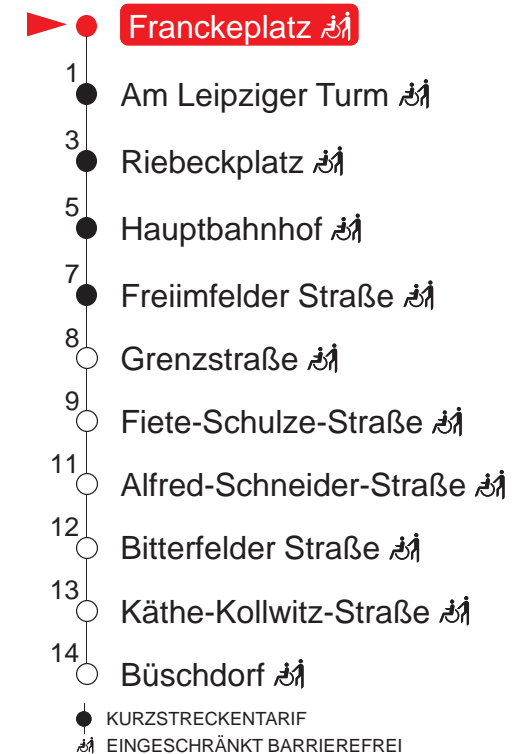 Franckeplatz
1
Am Leipziger Turm
3
Riebeckplatz
5
Hauptbahnhof
7
Freiimfelder Straße
8
Grenzstraße
9
Fiete-Schulze-Straße
11
Alfred-Schneider-Straße
12
Bitterfelder Straße
13
Käthe-Kollwitz-Straße
14
Büschdorf
KURZSTRECKENTARIF
EINGESCHRÄNKT BARRIEREFREI